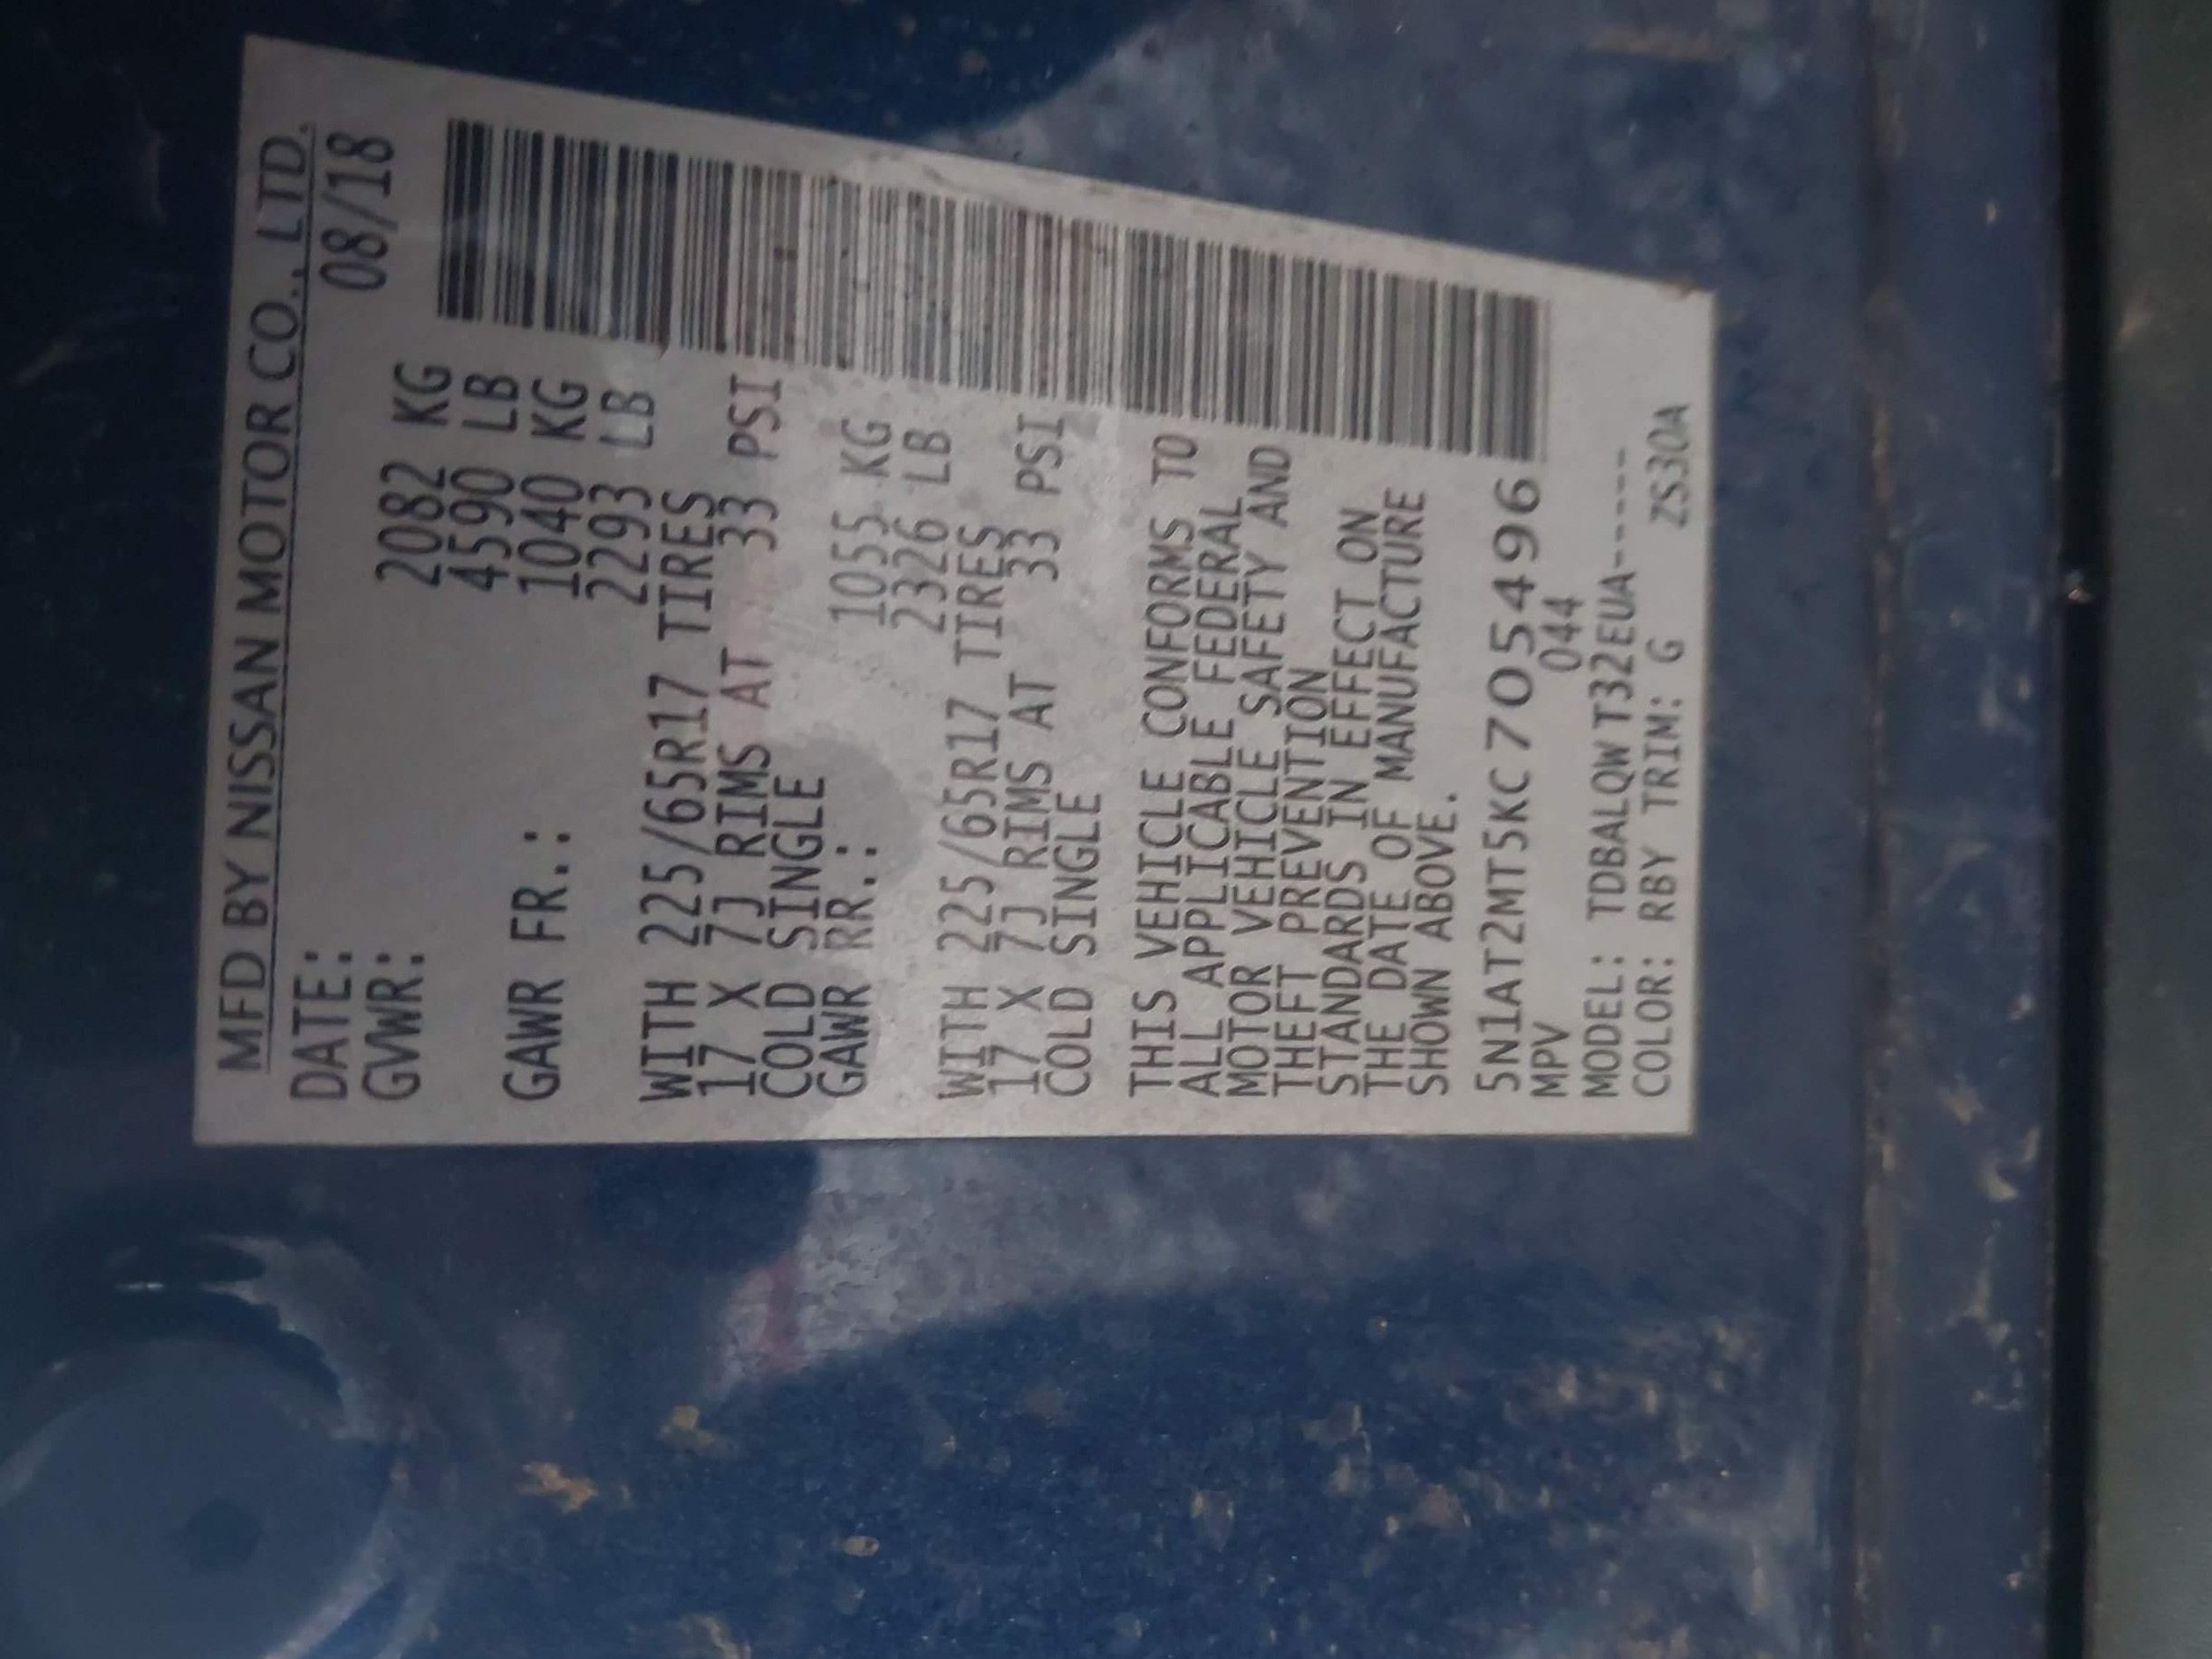 MFD BY NISSAN MOTOR CO., LTD.
DATE: 08/18
GVWR: 2082 KG
4590 LB
GAWR FR.: 1040 KG
2293 LB
WITH 225/65R17 TIRES
17 X 7J RIMS AT 33 PSI
COLD SINGLE
GAWR RR.: 1055 KG
2326 LB
WITH 225/65R17 TIRES
17 X 7J RIMS AT 33 PSI
COLD SINGLE
THIS VEHICLE CONFORMS TO
ALL APPLICABLE FEDERAL
MOTOR VEHICLE SAFETY AND
THEFT PREVENTION
STANDARDS IN EFFECT ON
THE DATE OF MANUFACTURE
SHOWN ABOVE.
5N1AT2MT5KC705496
MPV 044
MODEL: TDBALQW T32EUA-----
COLOR: RBY TRIM: G ZS30A